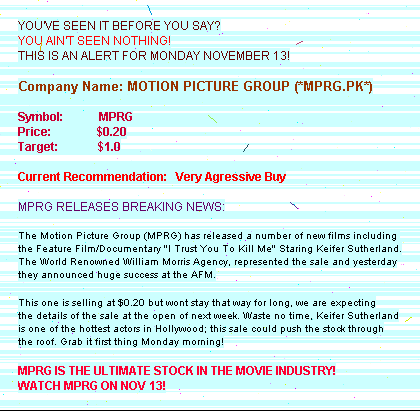 YOU'VE SEEN IT BEFORE YOU SAY?
YOU AIN'T SEEN NOTHING!
THIS IS AN ALERT FOR MONDAY NOVEMBER 13!
Company Name: MOTION PICTURE GROUP (*MPRG.PK*)
Symbol: MPRG
Price: $0.20
Target: $1.0
Current Recommendation: Very Agressive Buy
MPRG RELEASES BREAKING NEWS:
The Motion Picture Group (MPRG) has released a number of new films including
the Feature Film/Documentary "I Trust You To Kill Me" Staring Keifer Sutherland.
The World Renowned William Morris Agency, represented the sale and yesterday
they announced huge success at the AFM.
This one is selling at $0.20 but wont stay that way for long, we are expecting
the details of the sale at the open of next week. Waste no time, Keifer Sutherland
is one of the hottest actors in Hollywood; this sale could push the stock through
the roof. Grab it first thing Monday morning!
MPRG IS THE ULTIMATE STOCK IN THE MOVIE INDUSTRY!
WATCH MPRG ON NOV 13!